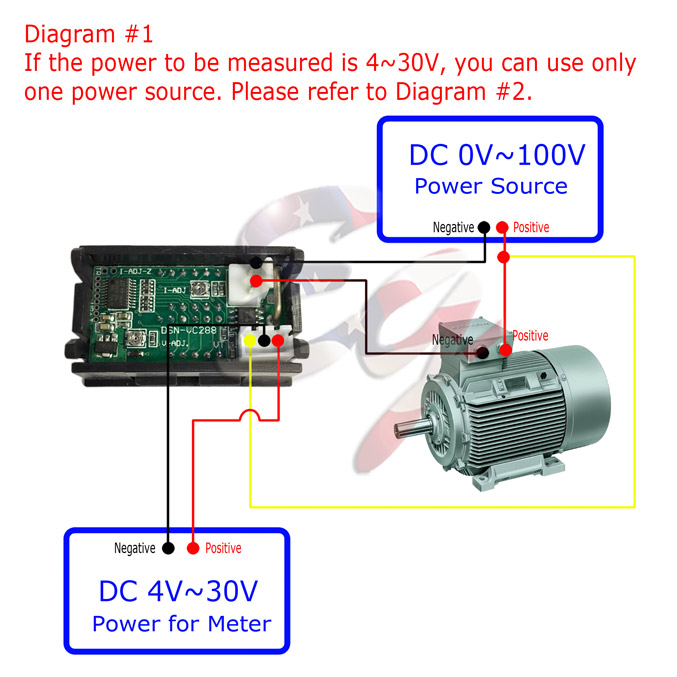 Diagram #1
If the power to be measured is 4~30V, you can use only
one power source. Please refer to Diagram #2.
DC 0V~100V
Power Source
Negative
Positive
I-ADJ-Z
I-ADJ
DSN-VC288
V-ADJ.
V1
Negative
Positive
Negative
Positive
DC 4V~30V
Power for Meter